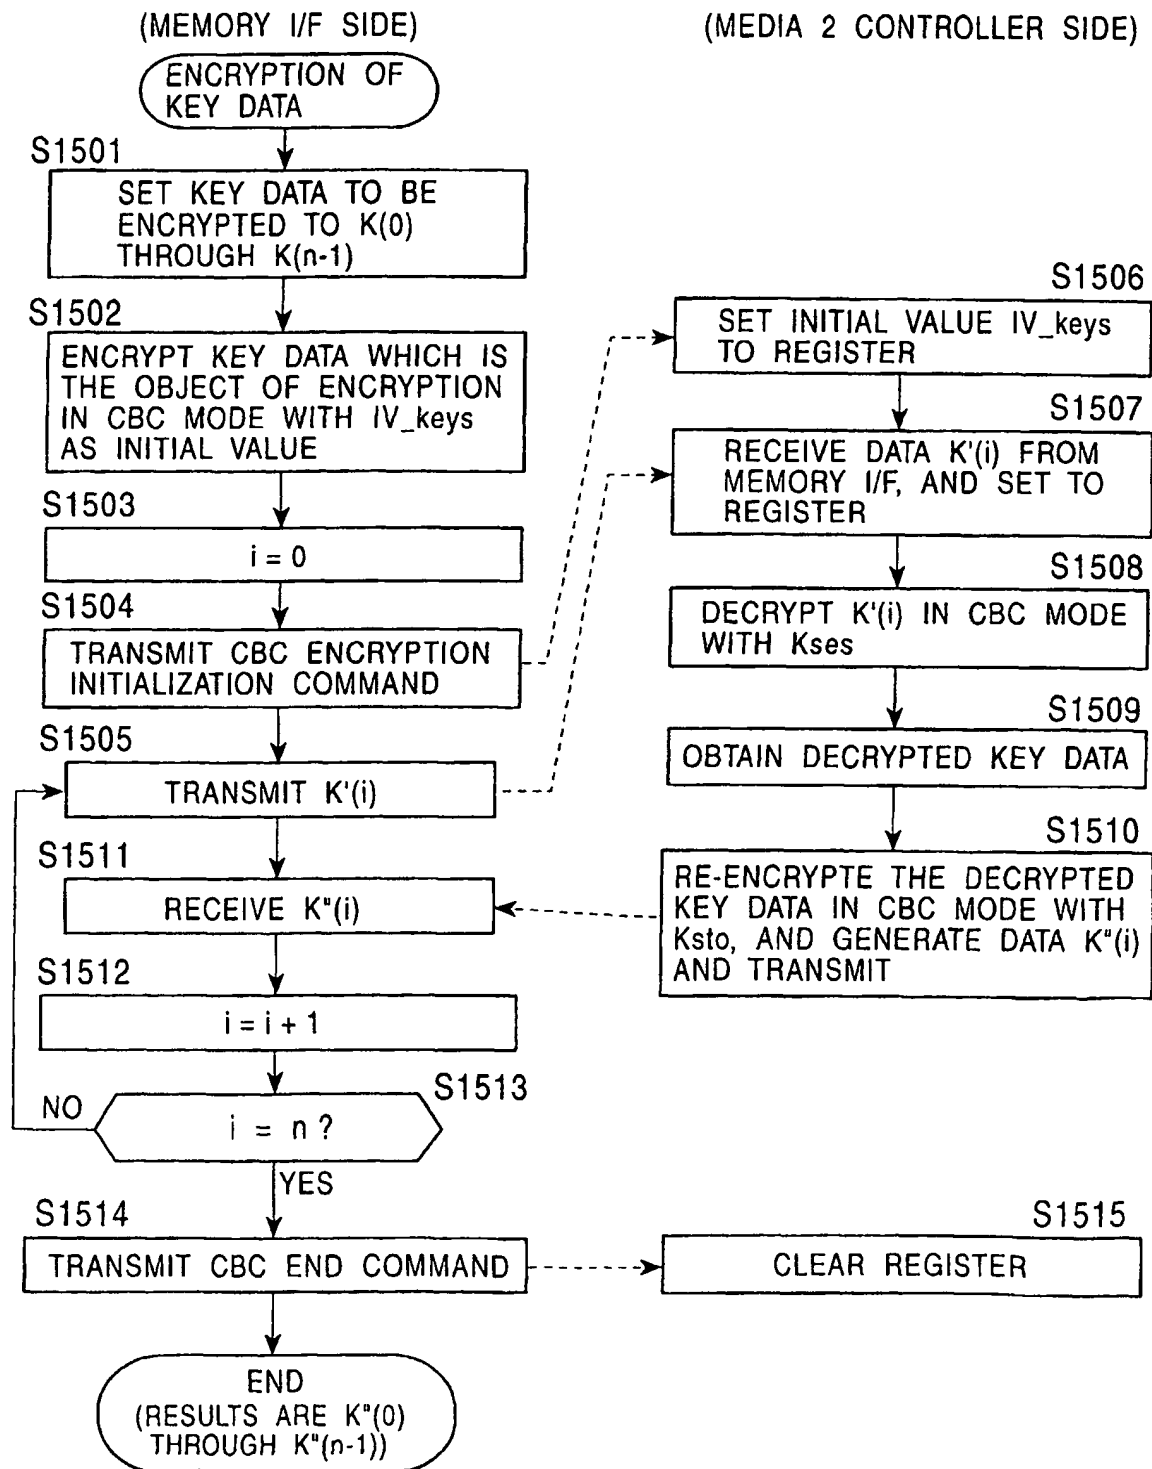 (MEMORY I/F SIDE)
(MEDIA 2 CONTROLLER SIDE)
ENCRYPTION OF
KEY DATA
S1501
SET KEY DATA TO BE
ENCRYPTED TO K(0)
THROUGH K(n-1)
S1502
ENCRYPT KEY DATA WHICH IS
THE OBJECT OF ENCRYPTION
IN CBC MODE WITH IV_keys
AS INITIAL VALUE
S1503
i = 0
S1504
TRANSMIT CBC ENCRYPTION
INITIALIZATION COMMAND
S1505
TRANSMIT K'(i)
S1506
SET INITIAL VALUE IV_keys
TO REGISTER
S1507
RECEIVE DATA K'(i) FROM
MEMORY I/F, AND SET TO
REGISTER
S1508
DECRYPT K'(i) IN CBC MODE
WITH Kses
S1509
OBTAIN DECRYPTED KEY DATA
S1510
RE-ENCRYPTE THE DECRYPTED
KEY DATA IN CBC MODE WITH
Ksto, AND GENERATE DATA K"(i)
AND TRANSMIT
S1511
RECEIVE K"(i)
S1512
i = i + 1
S1513
i = n ?
NO
YES
S1514
TRANSMIT CBC END COMMAND
S1515
CLEAR REGISTER
END
(RESULTS ARE K"(0)
THROUGH K"(n-1))